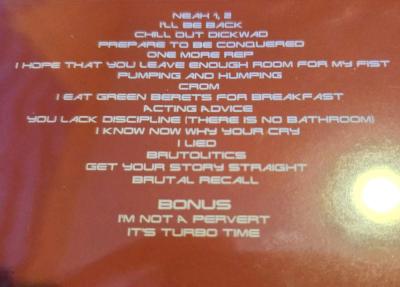 NEAH 1, 2
I'LL BE BACK
CHILL OUT DICKWAD
PREPARE TO BE CONQUERED
ONE MORE REP
I HOPE THAT YOU LEAVE ENOUGH ROOM FOR MY FIST
PUMPING AND HUMPING
CROM
I EAT GREEN BERETS FOR BREAKFAST
ACTING ADVICE
YOU LACK DISCIPLINE (THERE IS NO BATHROOM)
I KNOW NOW WHY YOUR CRY
I LIED
BRUTOLITICS
GET YOUR STORY STRAIGHT
BRUTAL RECALL
BONUS
I'M NOT A PERVERT
IT'S TURBO TIME